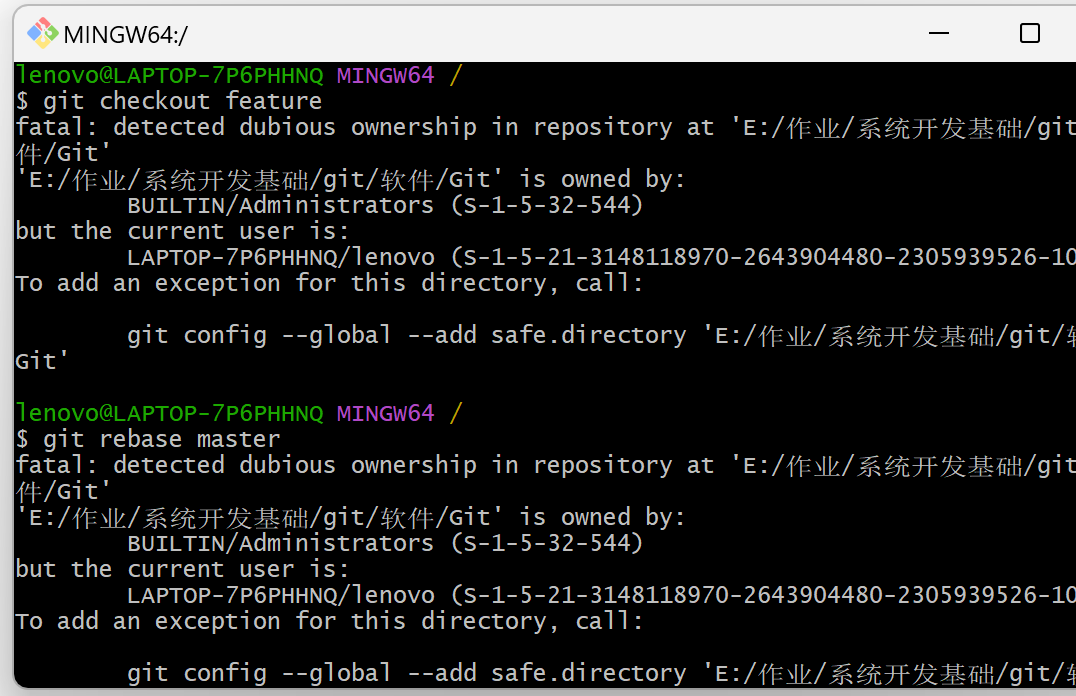 MINGW64:/
lenovo@LAPTOP-7P6PHHNQ MINGW64 /
$ git checkout feature
fatal: detected dubious ownership in repository at 'E:/作业/系统开发基础/git
件/Git'
'E:/作业/系统开发基础/git/软件/Git' is owned by:
        BUILTIN/Administrators (S-1-5-32-544)
but the current user is:
        LAPTOP-7P6PHHNQ/lenovo (S-1-5-21-3148118970-2643904480-2305939526-10
To add an exception for this directory, call:
        git config --global --add safe.directory 'E:/作业/系统开发基础/git/软
Git'
lenovo@LAPTOP-7P6PHHNQ MINGW64 /
$ git rebase master
fatal: detected dubious ownership in repository at 'E:/作业/系统开发基础/git
件/Git'
'E:/作业/系统开发基础/git/软件/Git' is owned by:
        BUILTIN/Administrators (S-1-5-32-544)
but the current user is:
        LAPTOP-7P6PHHNQ/lenovo (S-1-5-21-3148118970-2643904480-2305939526-10
To add an exception for this directory, call:
        git config --global --add safe.directory 'E:/作业/系统开发基础/git/软